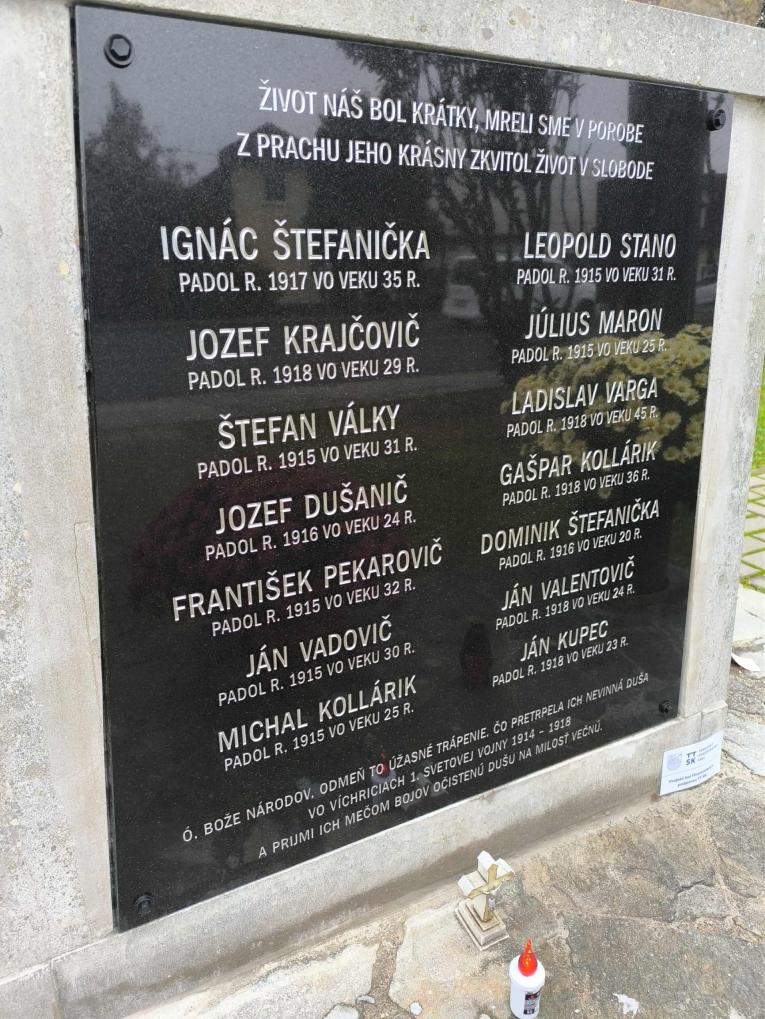 ŽIVOT NÁŠ BOL KRÁTKY, MRELI SME V POROBE
Z PRACHU JEHO KRÁSNY ZKVITOL ŽIVOT V SLOBODE
IGNÁC ŠTEFANIČKA
PADOL R. 1917 VO VEKU 35 R.
JOZEF KRAJČOVIČ
PADOL R. 1918 VO VEKU 29 R.
ŠTEFAN VÁLKY
PADOL R. 1915 VO VEKU 31 R.
JOZEF DUŠANIČ
PADOL R. 1916 VO VEKU 24 R.
FRANTIŠEK PEKAROVIČ
PADOL R. 1915 VO VEKU 32 R.
JÁN VADOVIČ
PADOL R. 1915 VO VEKU 30 R.
MICHAL KOLLÁRIK
PADOL R. 1915 VO VEKU 25 R.
LEOPOLD STANO
PADOL R. 1915 VO VEKU 31 R.
JÚLIUS MARON
PADOL R. 1915 VO VEKU 25 R.
LADISLAV VARGA
PADOL R. 1918 VO VEKU 45 R.
GAŠPAR KOLLÁRIK
PADOL R. 1918 VO VEKU 36 R.
DOMINIK ŠTEFANIČKA
PADOL R. 1916 VO VEKU 20 R.
JÁN VALENTOVIČ
PADOL R. 1918 VO VEKU 24 R.
JÁN KUPEC
PADOL R. 1918 VO VEKU 23 R.
Ó. BOŽE NÁRODOV, ODMEŇ TO ÚŽASNÉ TRÁPENIE, ČO PRETRPELA ICH NEVINNÁ DUŠA
VO VÍCHRICIACH 1. SVETOVEJ VOJNY 1914 – 1918
A PRIJMI ICH MEČOM BOJOV OČISTENÚ DUŠU NA MILOSŤ VEČNÚ.
TT
SK